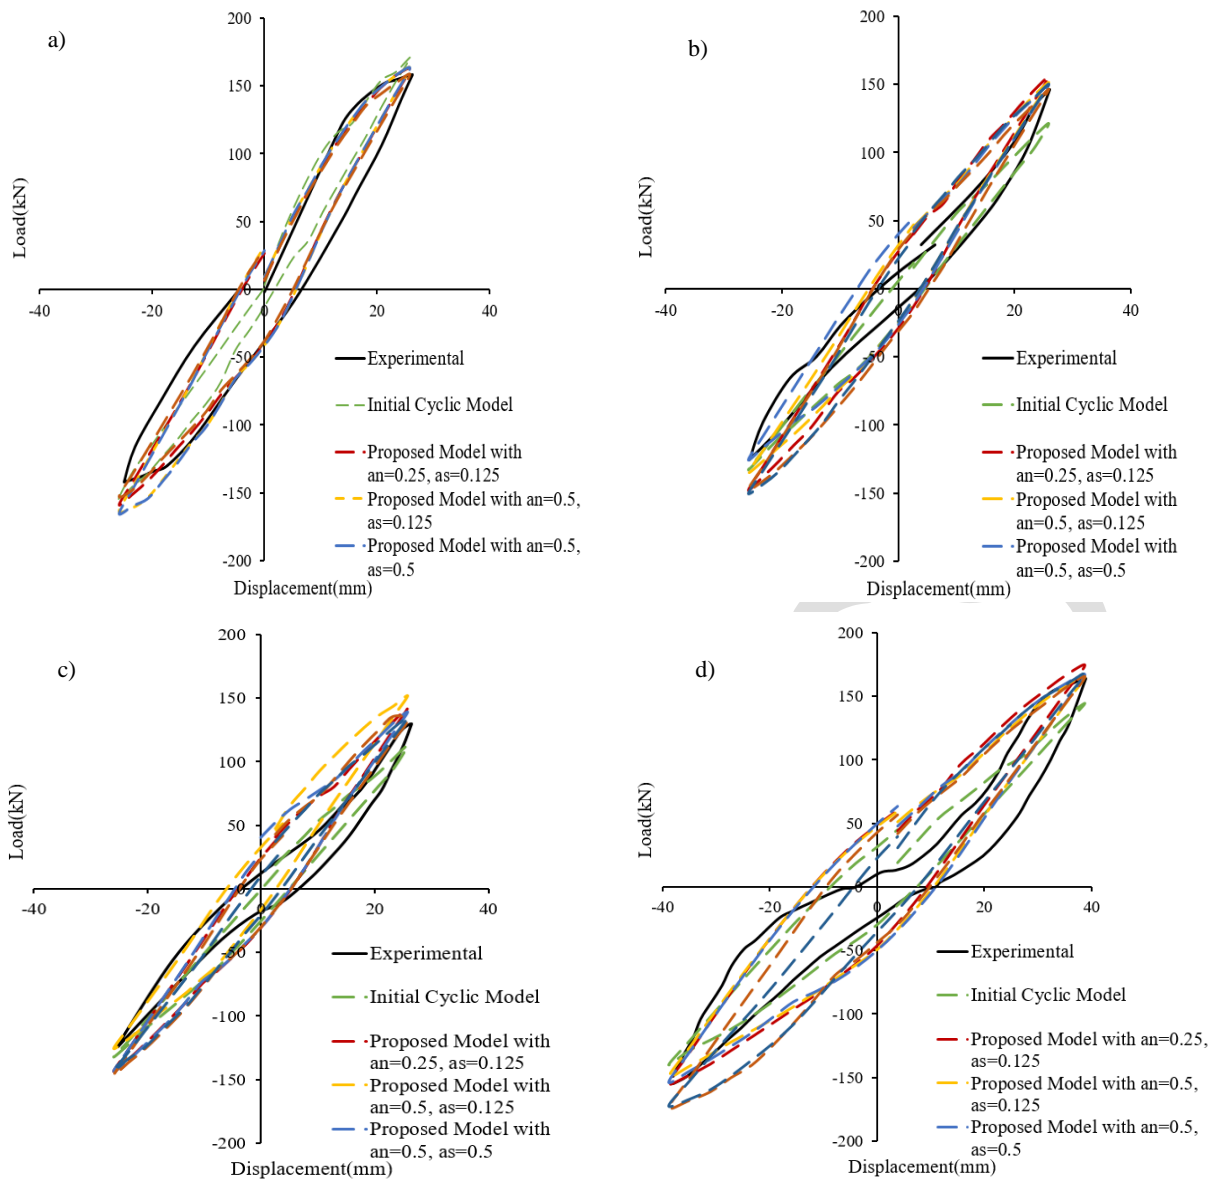 a)
200
150
100
50
0
-50
-100
-150
-200
-40
-20
0
20
40
Load(kN)
Displacement(mm)
Experimental
Initial Cyclic Model
Proposed Model with
an=0.25, as=0.125
Proposed Model with an=0.5,
as=0.125
Proposed Model with an=0.5,
as=0.5
b)
200
150
100
50
0
-50
-100
-150
-200
-40
-20
0
20
40
Load(kN)
Displacement(mm)
Experimental
Initial Cyclic Model
Proposed Model with
an=0.25, as=0.125
Proposed Model with
an=0.5, as=0.125
Proposed Model with
an=0.5, as=0.5
c)
200
150
100
50
0
-50
-100
-150
-200
-40
-20
0
20
40
Load(kN)
Displacement(mm)
Experimental
Initial Cyclic Model
Proposed Model with
an=0.25, as=0.125
Proposed Model with
an=0.5, as=0.125
Proposed Model with
an=0.5, as=0.5
d)
200
150
100
50
0
-50
-100
-150
-200
-40
-20
0
20
40
Load(kN)
Displacement(mm)
Experimental
Initial Cyclic Model
Proposed Model with an=0.25,
as=0.125
Proposed Model with an=0.5,
as=0.125
Proposed Model with an=0.5,
as=0.5